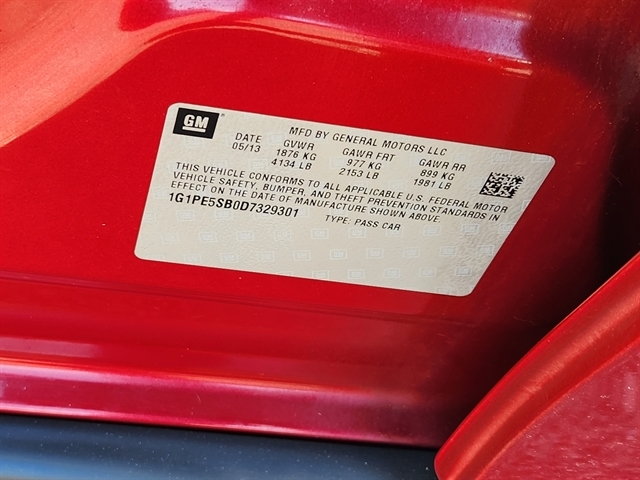 GM
MFD BY GENERAL MOTORS LLC
DATE GVWR GAWR FRT GAWR RR
05/13 1876 KG 977 KG 899 KG
4134 LB 2153 LB 1981 LB
THIS VEHICLE CONFORMS TO ALL APPLICABLE U.S. FEDERAL MOTOR
VEHICLE SAFETY, BUMPER, AND THEFT PREVENTION STANDARDS IN
EFFECT ON THE DATE OF MANUFACTURE SHOWN ABOVE.
1G1PE5SB0D7329301 TYPE: PASS CAR